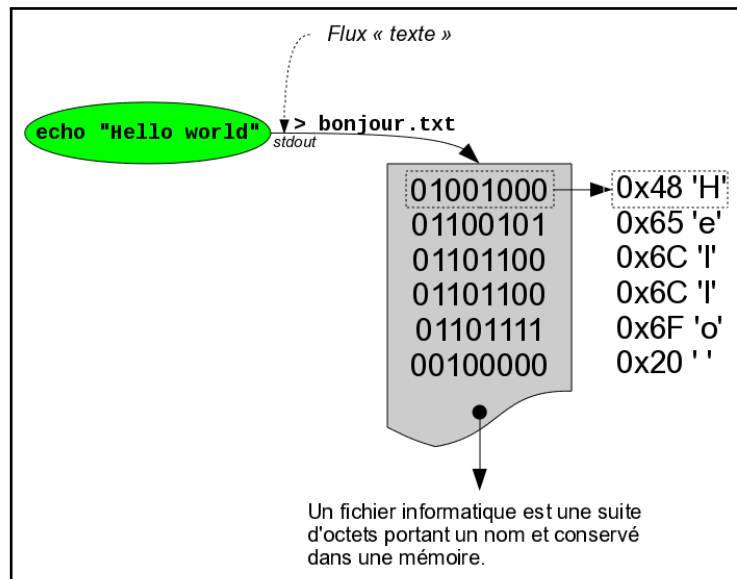 Flux « texte »
echo "Hello world"
> bonjour.txt
stdout
01001000
0x48 'H'
01100101
0x65 'e'
01101100
0x6C 'l'
01101100
0x6C 'l'
01101111
0x6F 'o'
00100000
0x20 ' '
Un fichier informatique est une suite
d'octets portant un nom et conservé
dans une mémoire.